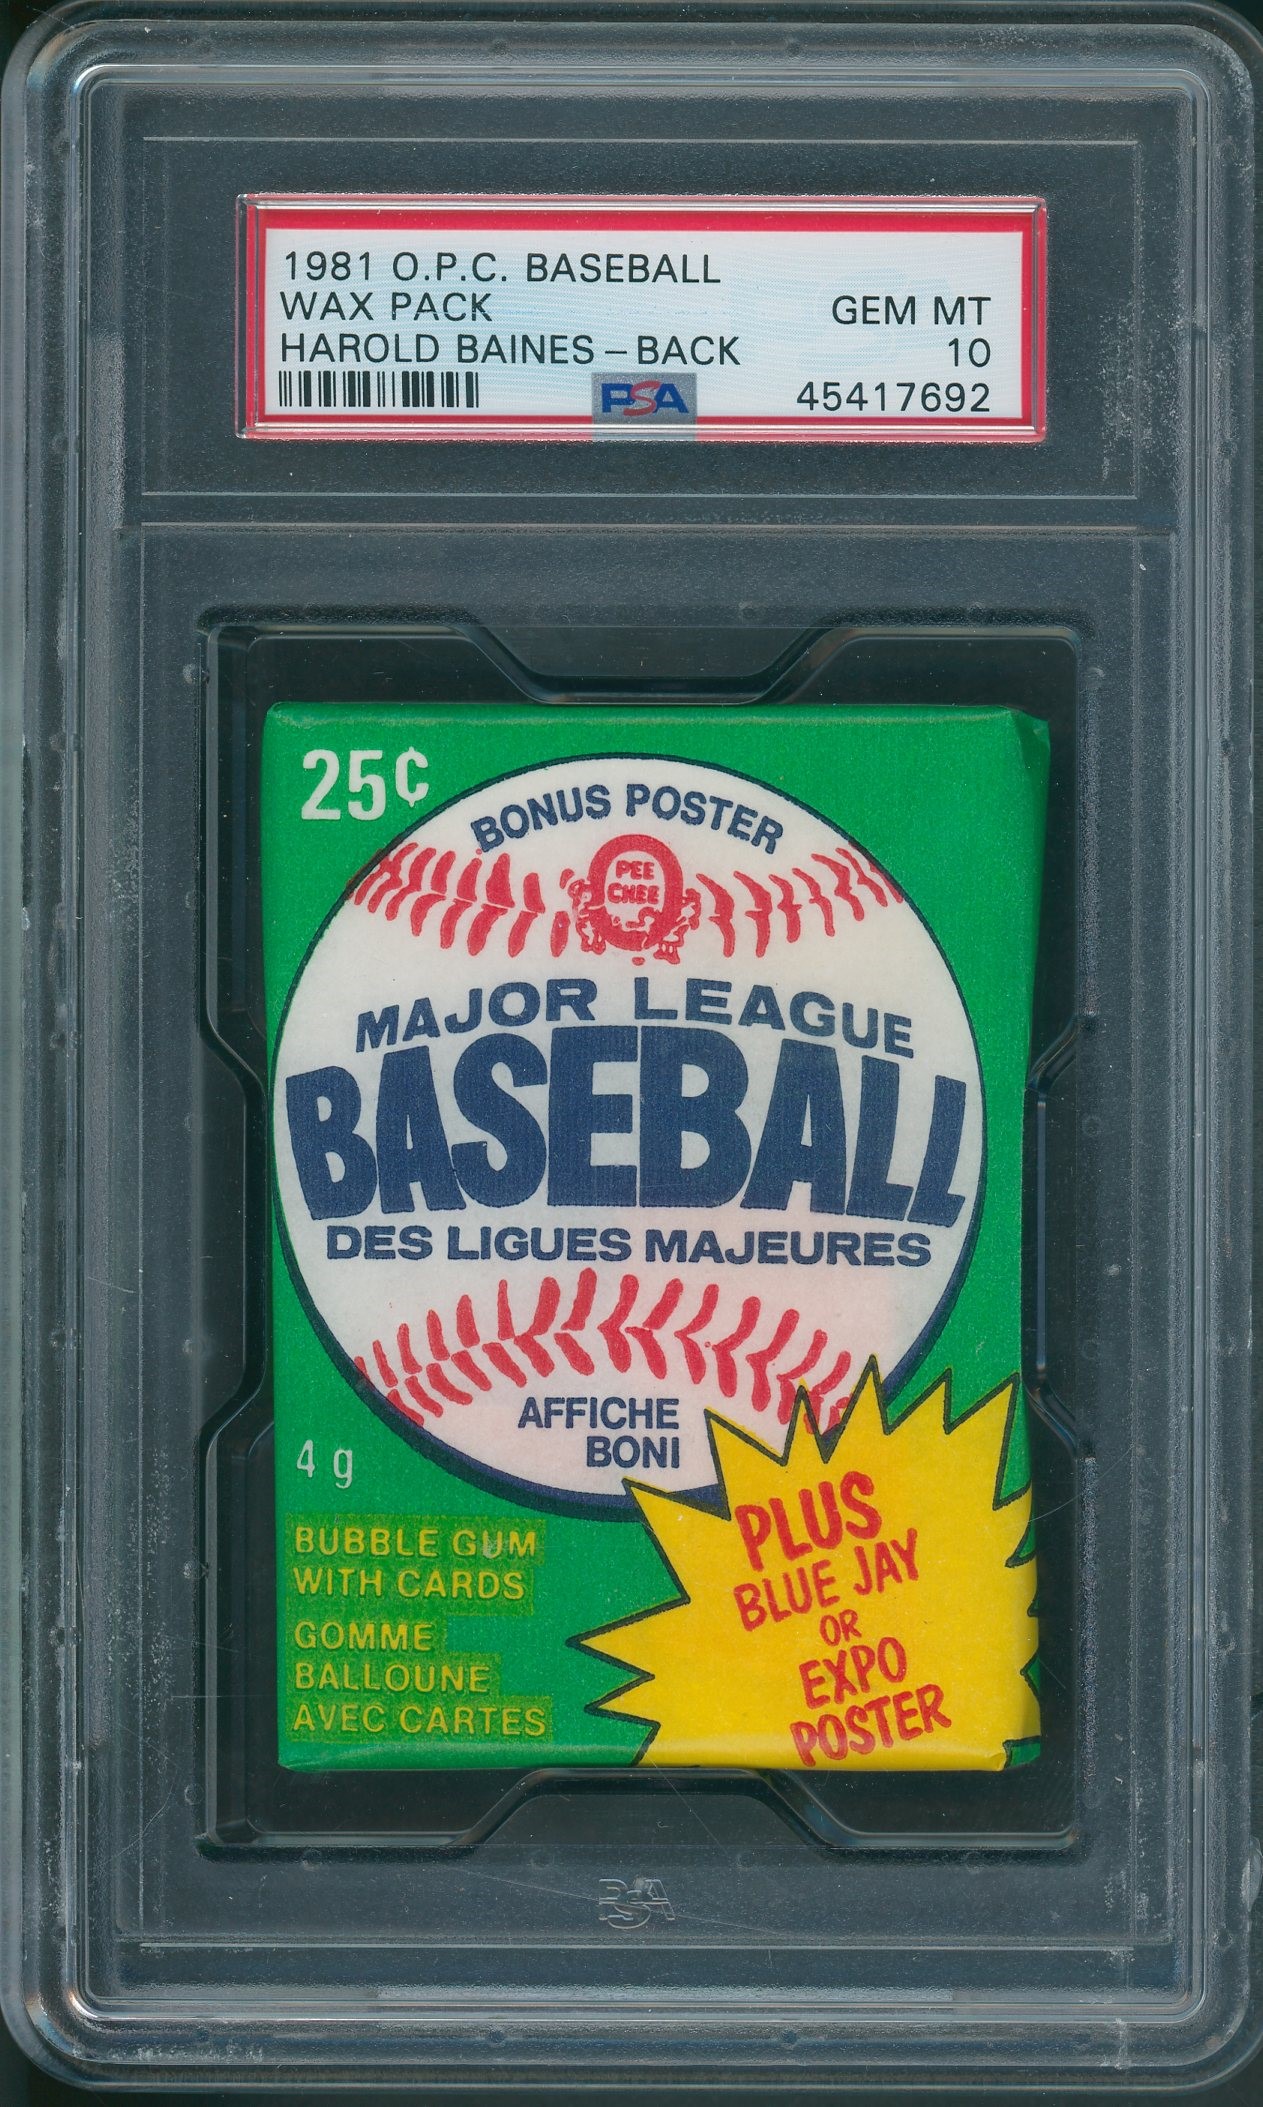 1981 O.P.C. BASEBALL
WAX PACK
GEM MT
HAROLD BAINES – BACK
10
PSA
45417692
25¢
BONUS POSTER
PEE
CHEE
MAJOR LEAGUE
BASEBALL
DES LIGUES MAJEURES
AFFICHE
BONI
4 g
BUBBLE GUM
WITH CARDS
GOMME
BALLOUNE
AVEC CARTES
PLUS
BLUE JAY
OR
EXPO
POSTER
PSA